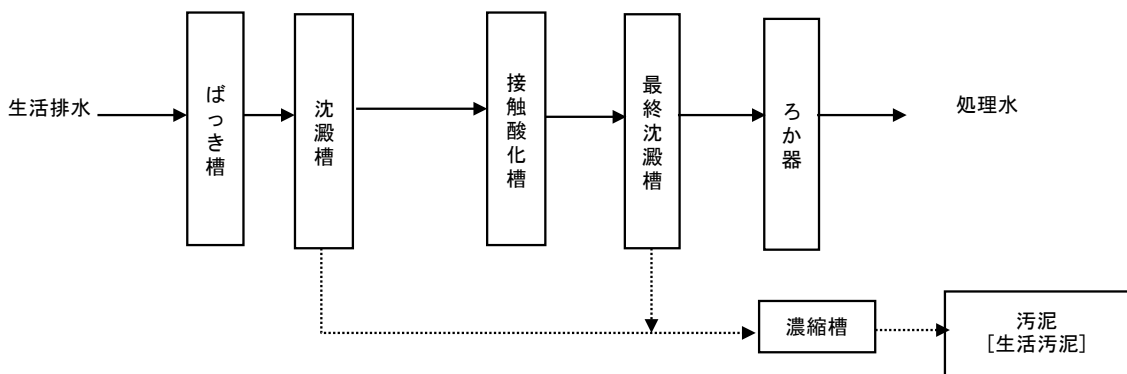 生活排水
ばっき槽
沈澱槽
接触酸化槽
最終沈澱槽
ろか器
処理水
濃縮槽
汚泥
[生活汚泥]